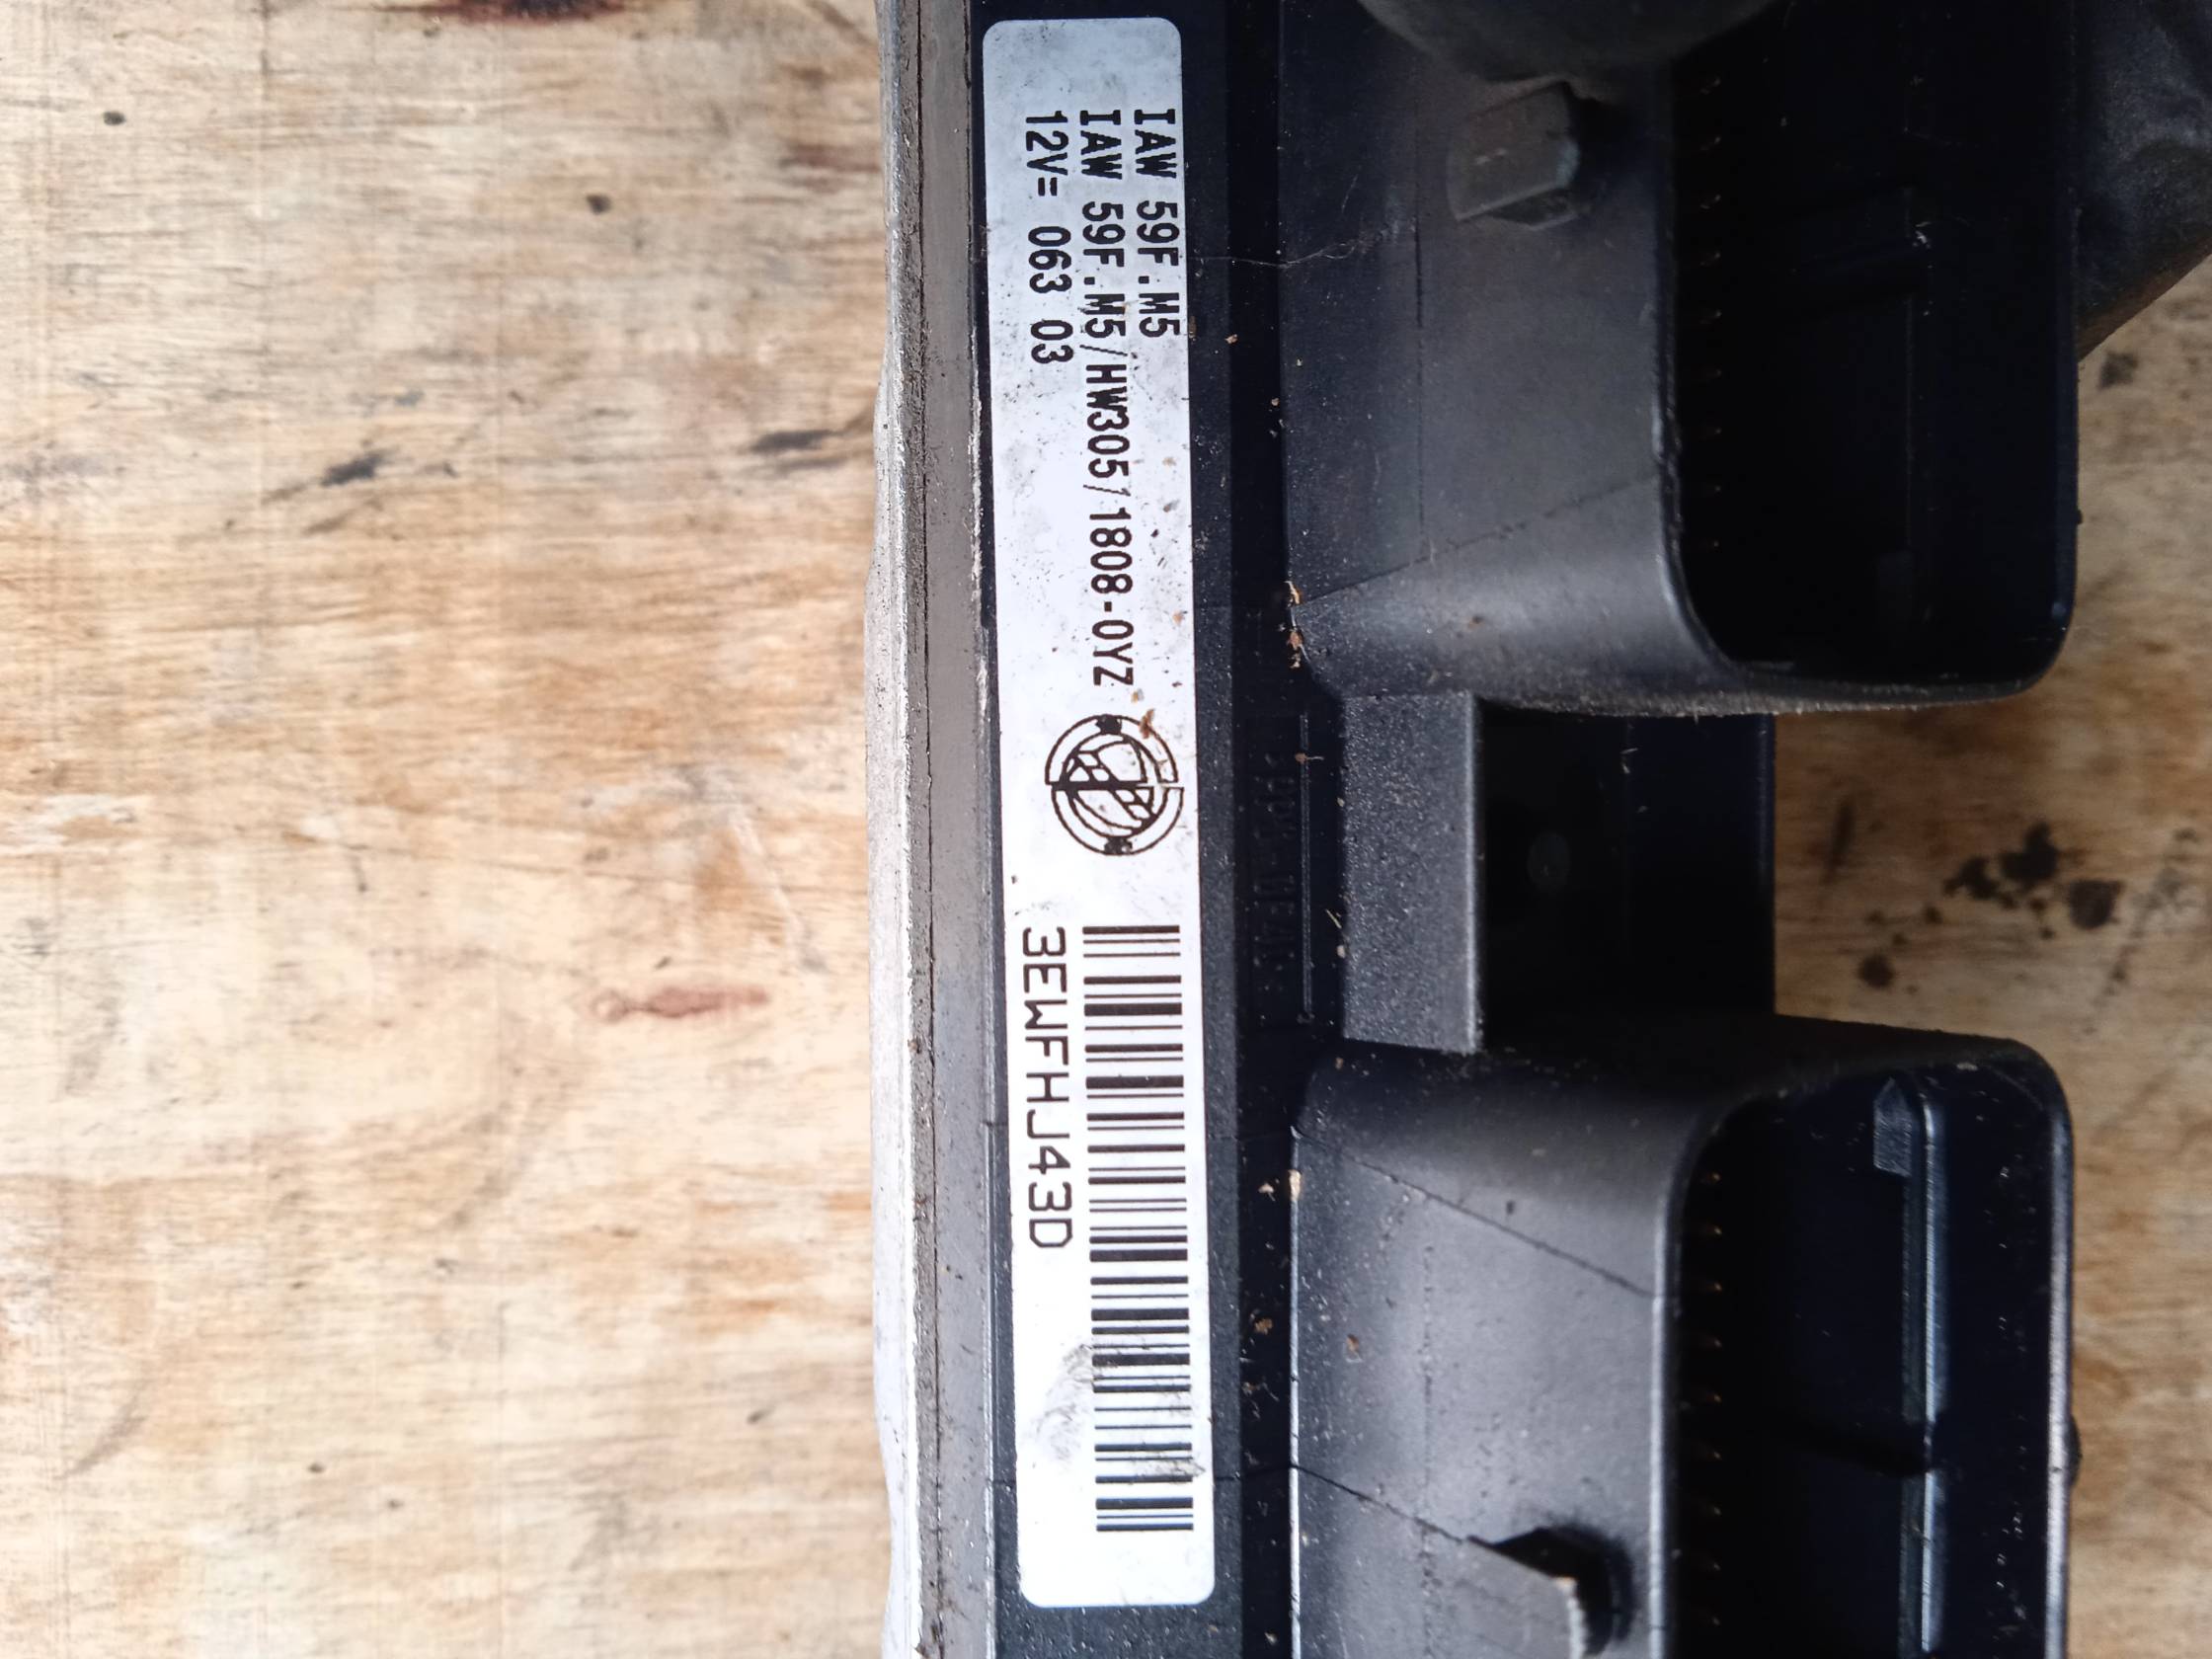 IAW 59F.M5
IAW 59F.M5/HW305/1808-0YZ
12V= 063 03
3EWFHJ43D